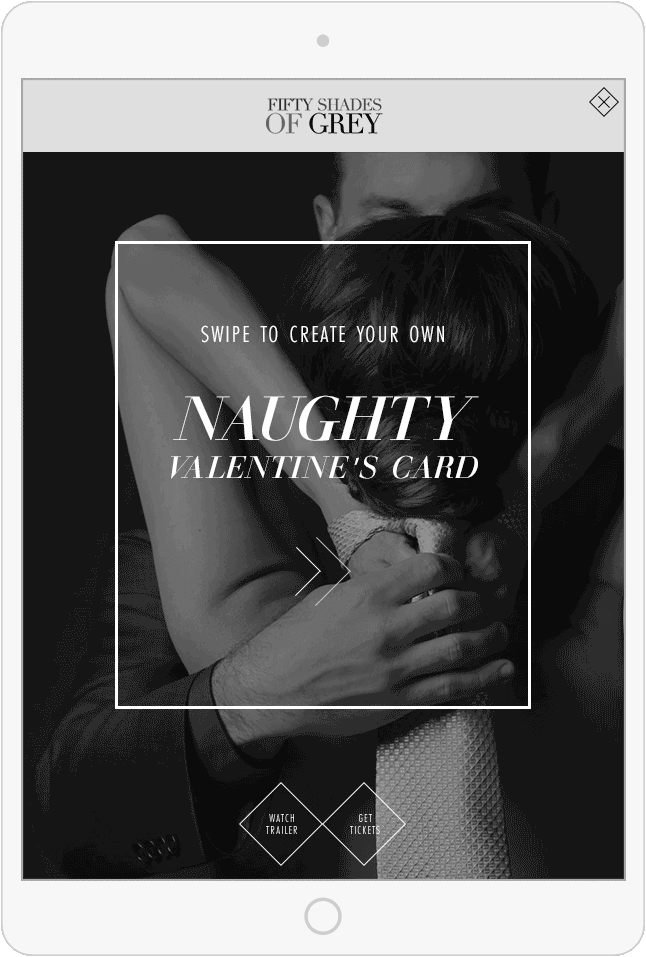 FIFTY SHADES
OF GREY
SWIPE TO CREATE YOUR OWN
NAUGHTY
VALENTINE'S CARD
WATCH
TRAILER
GET
TICKETS